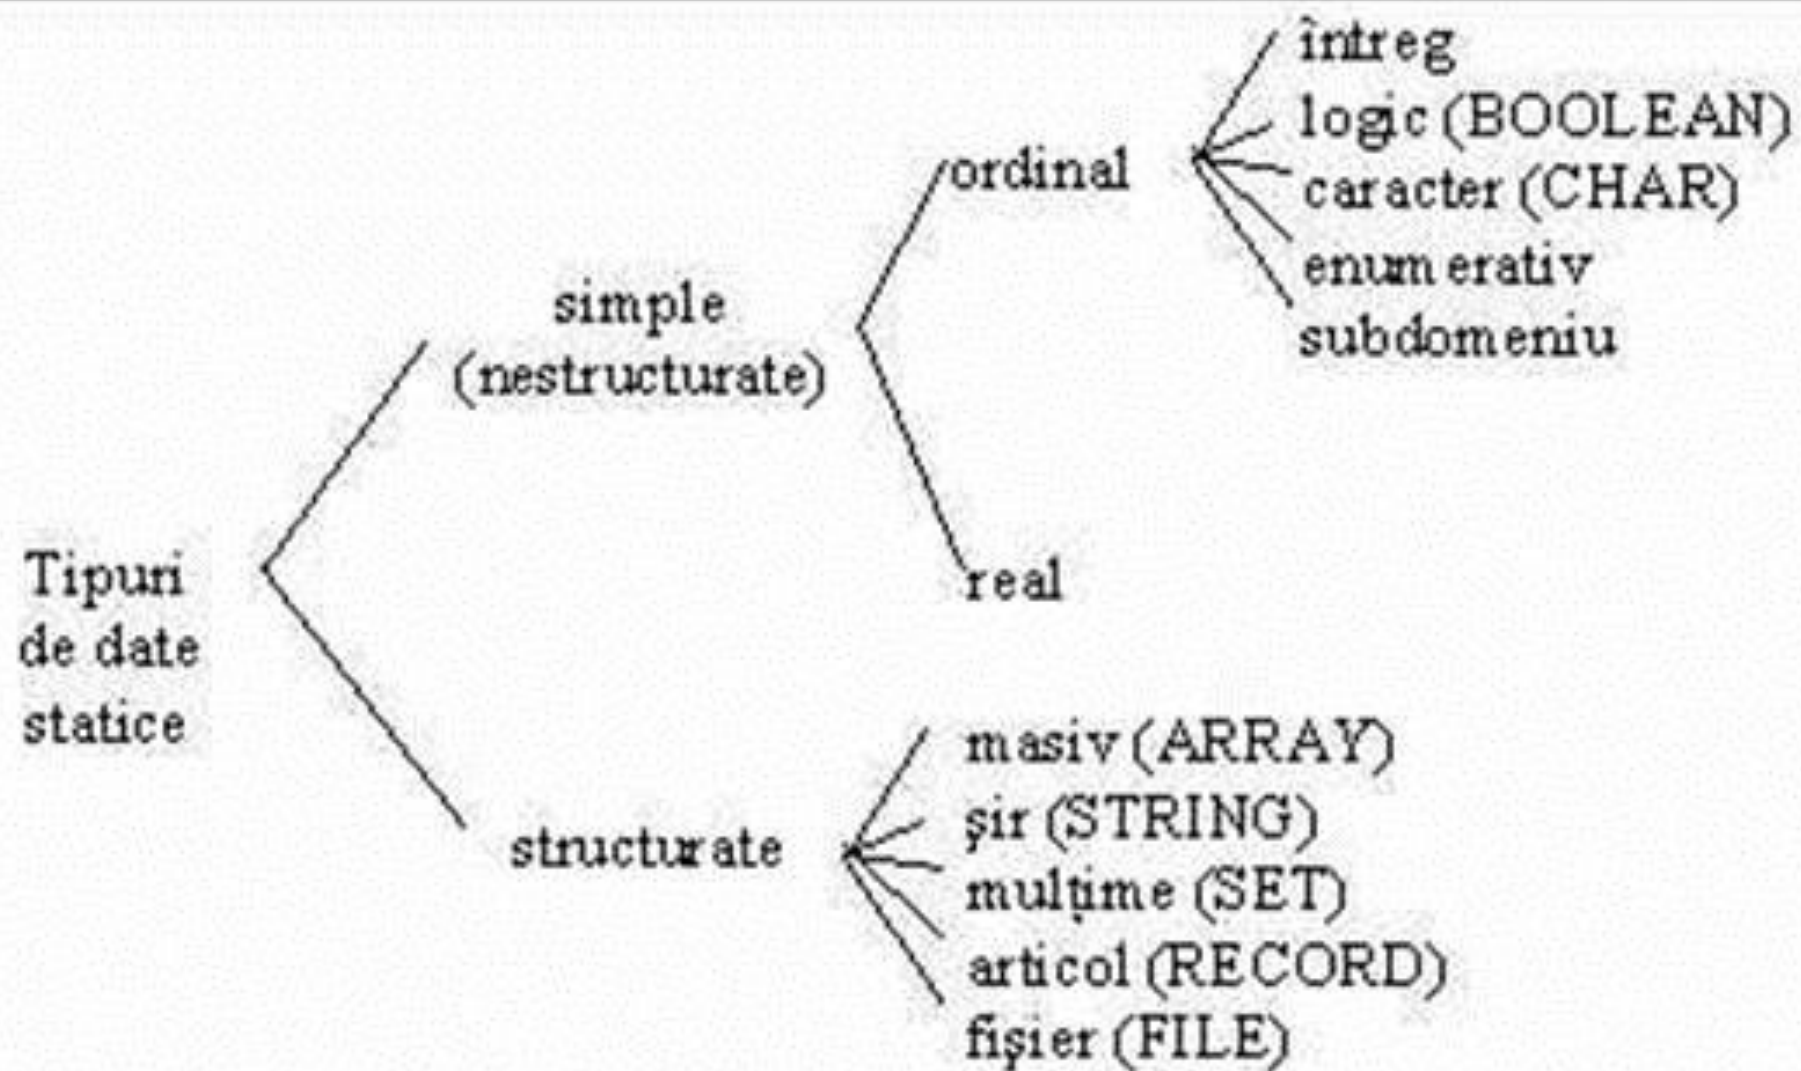 Tipuri
de date
statice
simple
(nestructurate)
ordinal
întreg
logic (BOOLEAN)
caracter (CHAR)
enumerativ
subdomeniu
real
structurate
masiv (ARRAY)
şir (STRING)
mulţime (SET)
articol (RECORD)
fişier (FILE)